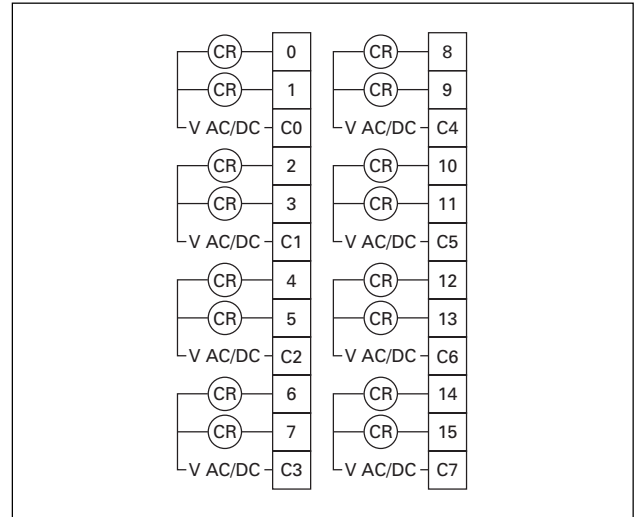 CR 0 CR 8
CR 1 CR 9
V AC/DC C0 V AC/DC C4
CR 2 CR 10
CR 3 CR 11
V AC/DC C1 V AC/DC C5
CR 4 CR 12
CR 5 CR 13
V AC/DC C2 V AC/DC C6
CR 6 CR 14
CR 7 CR 15
V AC/DC C3 V AC/DC C7